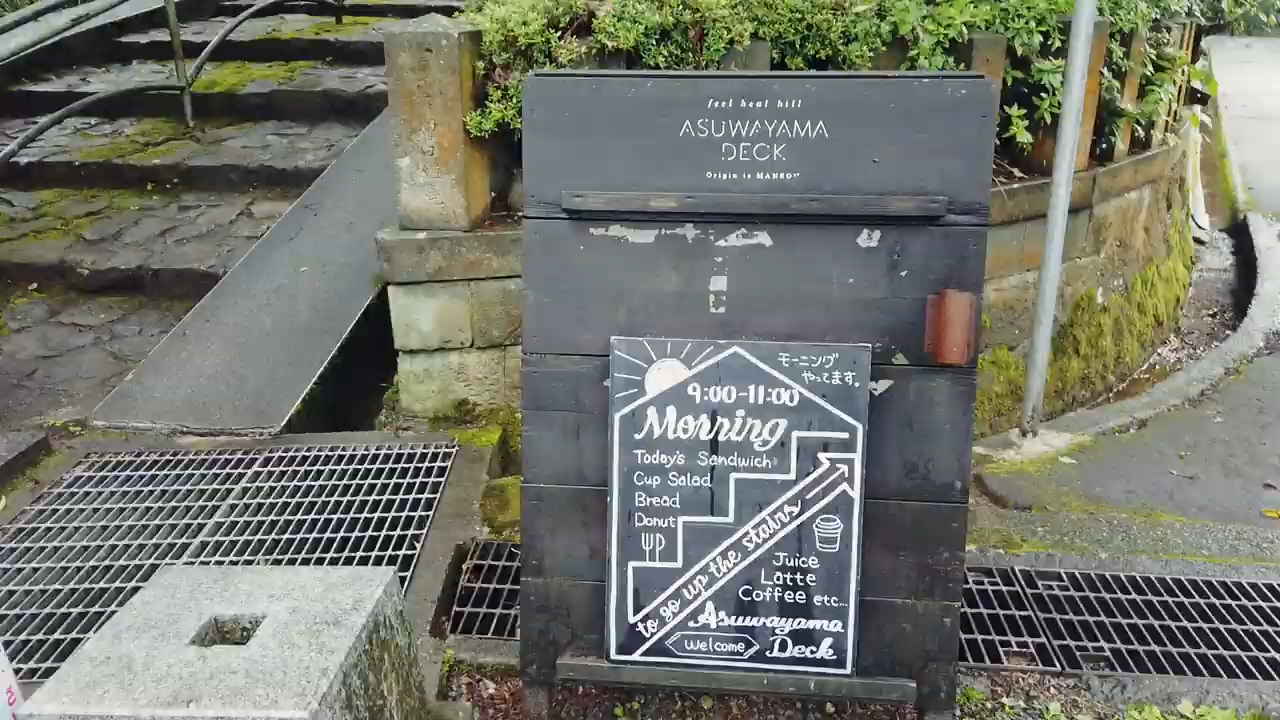 feel heal hill
ASUWAYAMA
DECK
モーニング
やってます。
9:00-11:00
Morning
Today's Sandwich
Cup Salad
Bread
Donut
to go up the stairs
Juice
Latte
Coffee etc...
Asuwayama
Welcome Deck